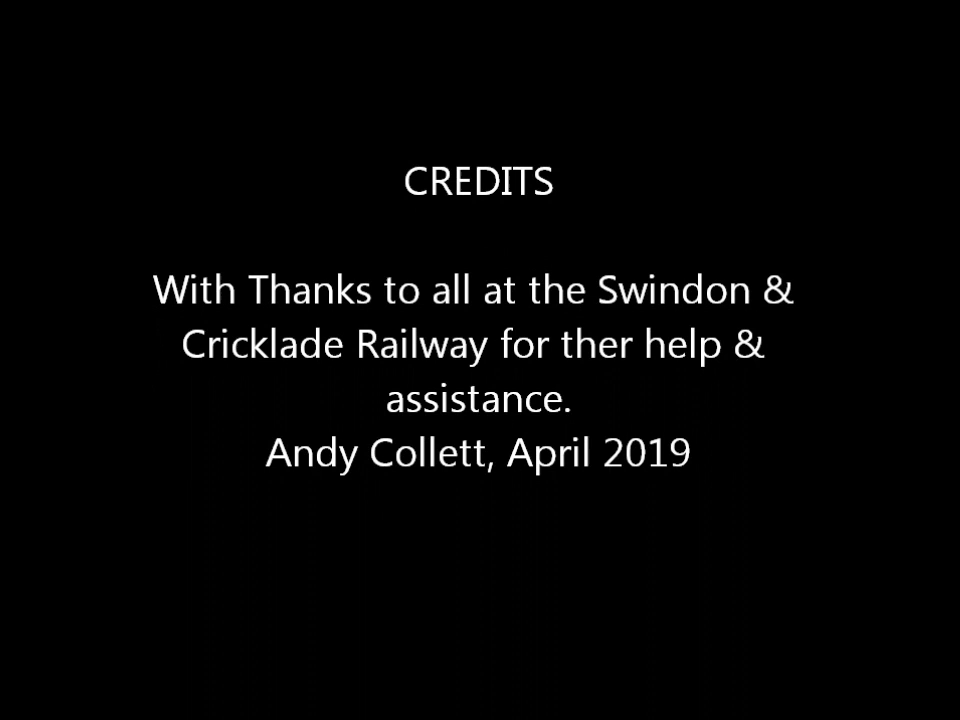 CREDITS
With Thanks to all at the Swindon &
Cricklade Railway for ther help &
assistance.
Andy Collett, April 2019